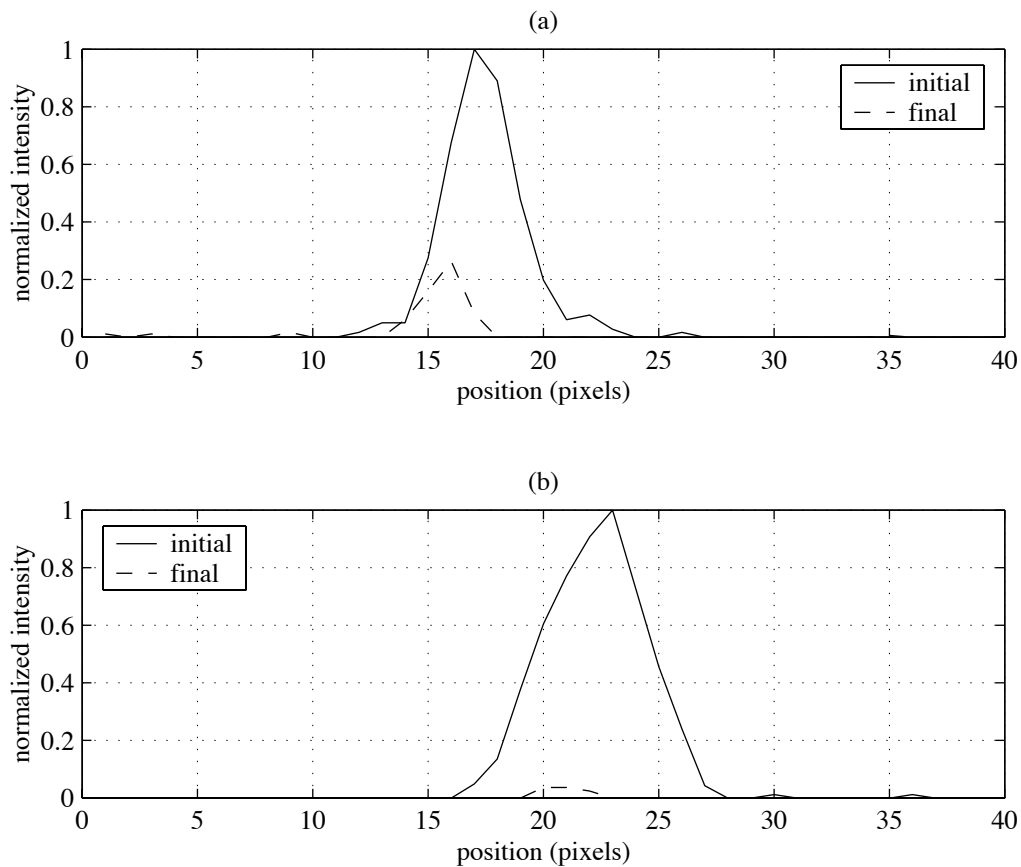 (a)
normalized intensity
1
0.8
0.6
0.4
0.2
0
initial
final
0 5 10 15 20 25 30 35 40
position (pixels)
(b)
normalized intensity
1
0.8
0.6
0.4
0.2
0
initial
final
0 5 10 15 20 25 30 35 40
position (pixels)